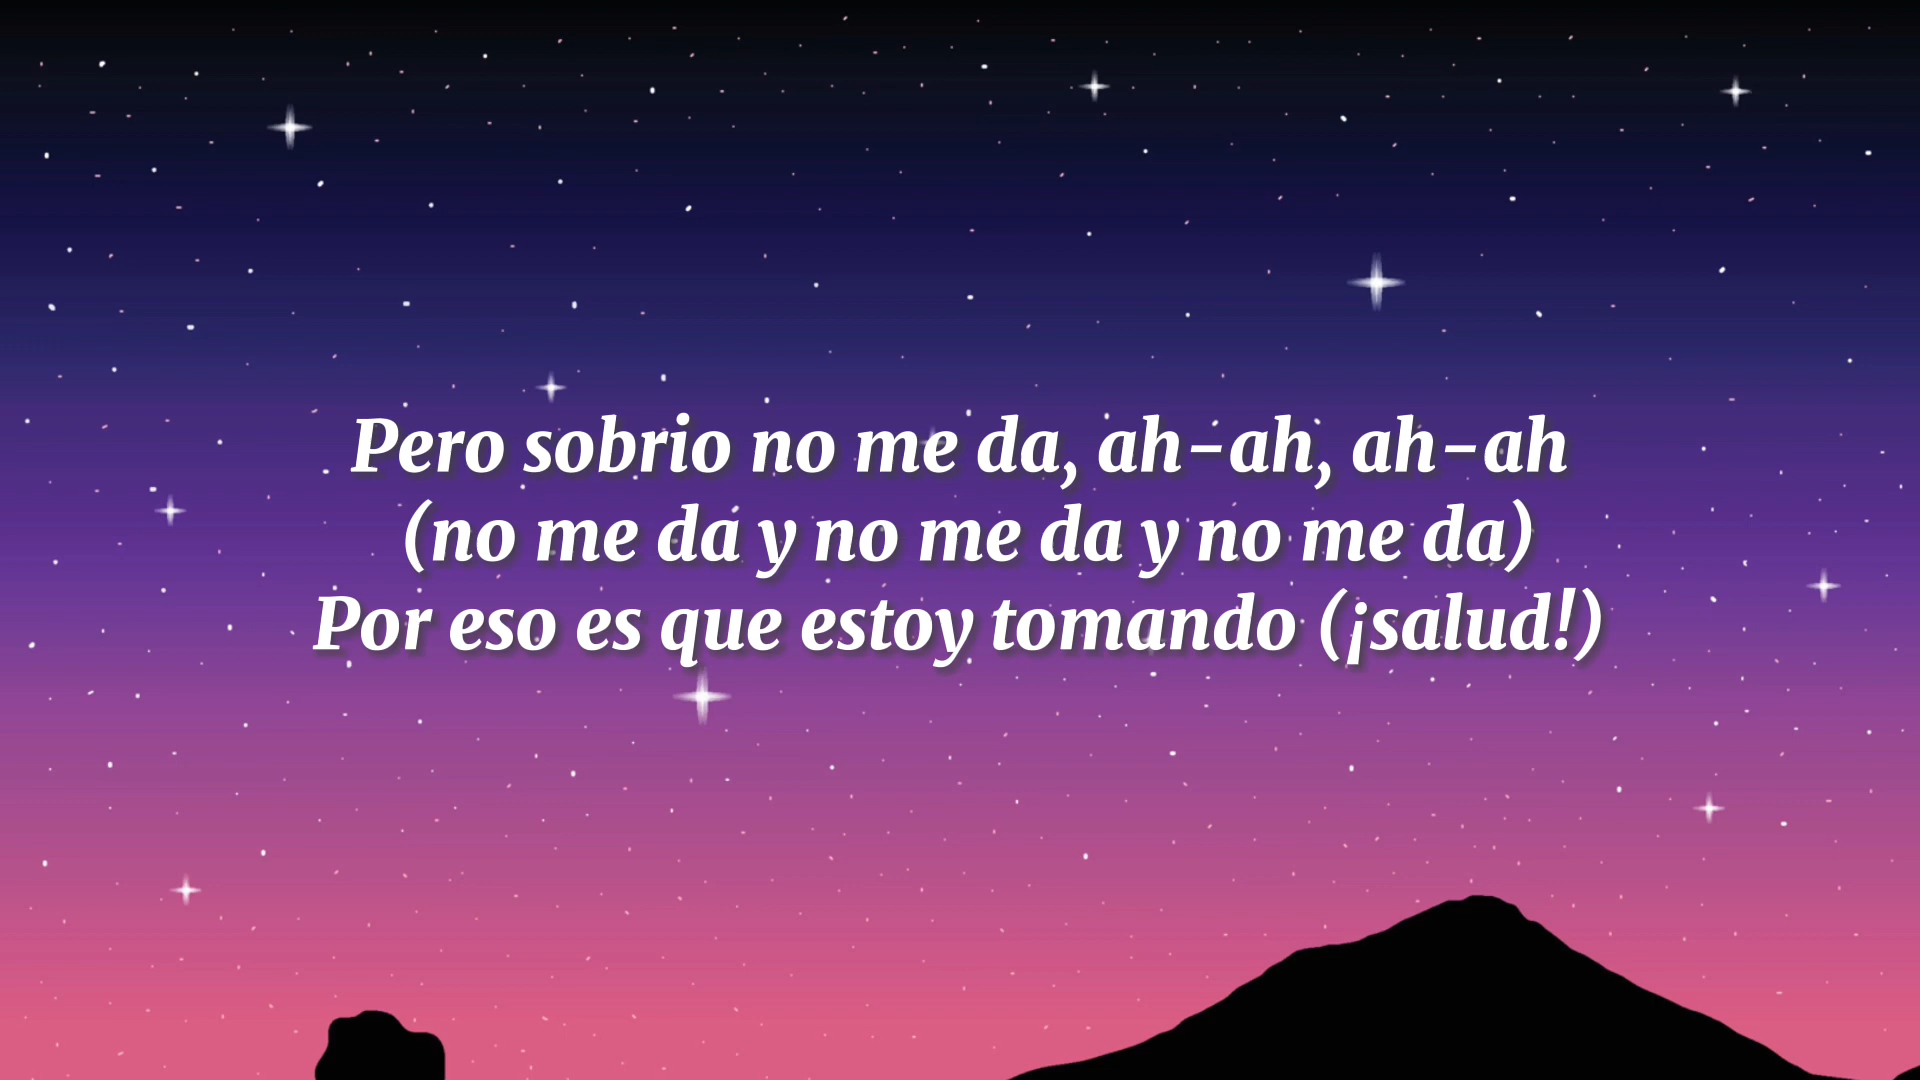 Pero sobrio no me da, ah-ah, ah-ah
(no me da y no me da y no me da)
Por eso es que estoy tomando (¡salud!)